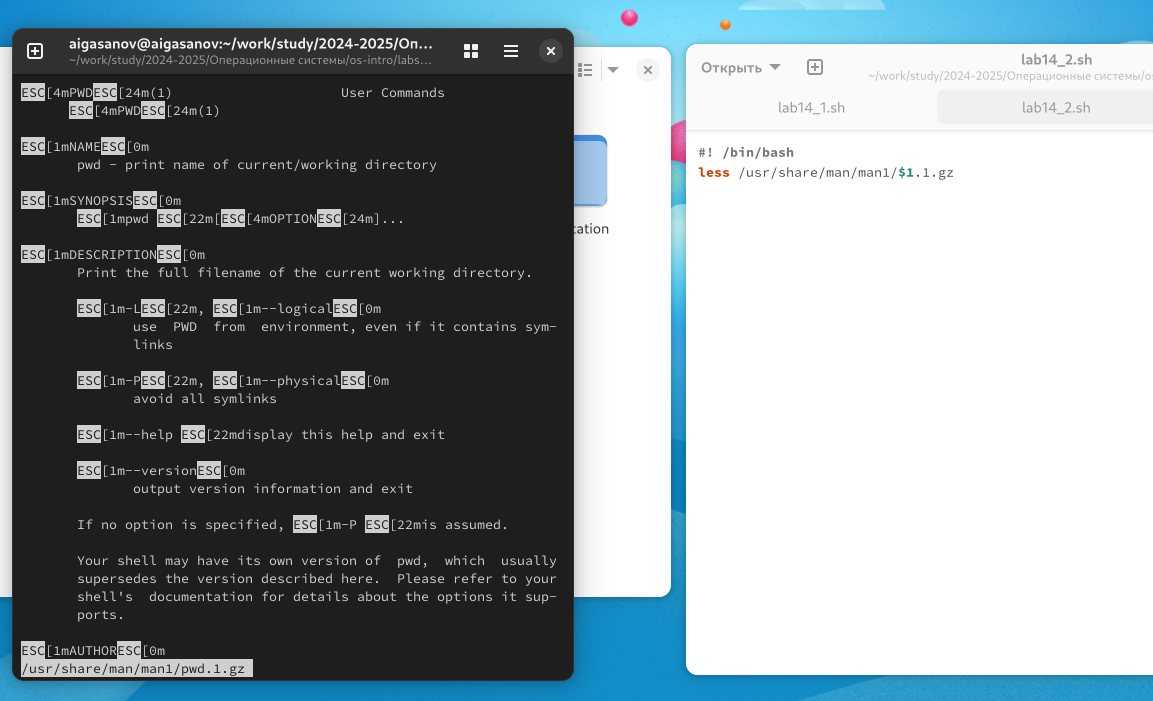 aigasanov@aigasanov:~/work/study/2024-2025/Оп...
~/work/study/2024-2025/Операционные системы/os-intro/labs...
ESC[4mPWDESC[24m(1)                     User Commands
      ESC[4mPWDESC[24m(1)
ESC[1mNAMEESC[0m
       pwd - print name of current/working directory
ESC[1mSYNOPSISESC[0m
       ESC[1mpwd ESC[22m[ESC[4mOPTIONESC[24m]...
ESC[1mDESCRIPTIONESC[0m
       Print the full filename of the current working directory.
       ESC[1m-LESC[22m, ESC[1m--logicalESC[0m
              use  PWD  from  environment, even if it contains sym-
              links
       ESC[1m-PESC[22m, ESC[1m--physicalESC[0m
              avoid all symlinks
       ESC[1m--help ESC[22mdisplay this help and exit
       ESC[1m--versionESC[0m
              output version information and exit
       If no option is specified, ESC[1m-P ESC[22mis assumed.
       Your shell may have its own version of  pwd,  which  usually
       supersedes the version described here.  Please refer to your
       shell's  documentation for details about the options it sup-
       ports.
ESC[1mAUTHORESC[0m
/usr/share/man/man1/pwd.1.gz
tation
Открыть
lab14_2.sh
~/work/study/2024-2025/Операционные системы/os
lab14_1.sh
lab14_2.sh
#! /bin/bash
less /usr/share/man/man1/$1.1.gz